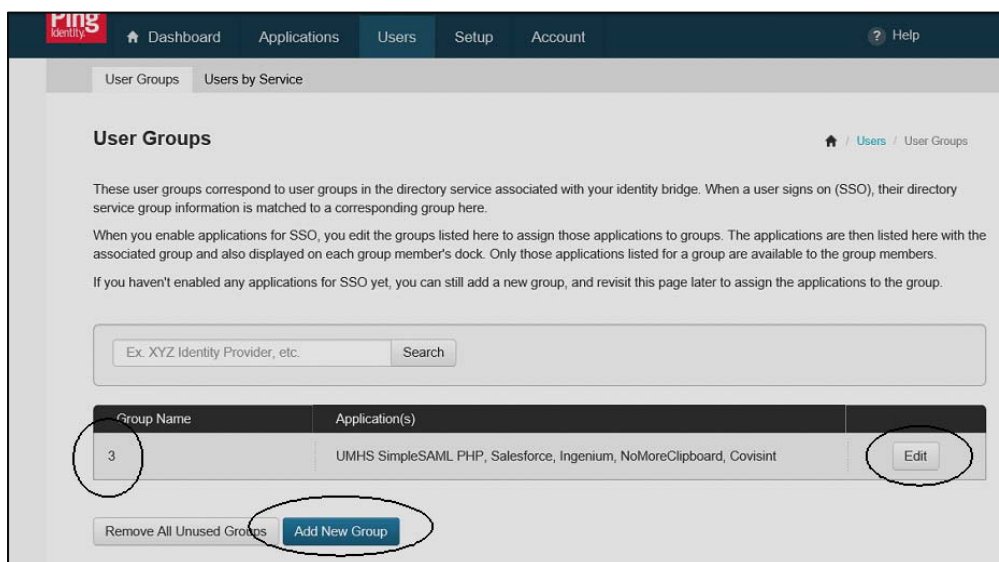 Ping
Identity.
Dashboard Applications Users Setup Account ? Help
User Groups Users by Service
User Groups
/ Users / User Groups
These user groups correspond to user groups in the directory service associated with your identity bridge. When a user signs on (SSO), their directory
service group information is matched to a corresponding group here.
When you enable applications for SSO, you edit the groups listed here to assign those applications to groups. The applications are then listed here with the
associated group and also displayed on each group member's dock. Only those applications listed for a group are available to the group members.
If you haven't enabled any applications for SSO yet, you can still add a new group, and revisit this page later to assign the applications to the group.
Ex. XYZ Identity Provider, etc. Search
Group Name Application(s)
3 UMHS SimpleSAML PHP, Salesforce, Ingenium, NoMoreClipboard, Covisint Edit
Remove All Unused Groups Add New Group